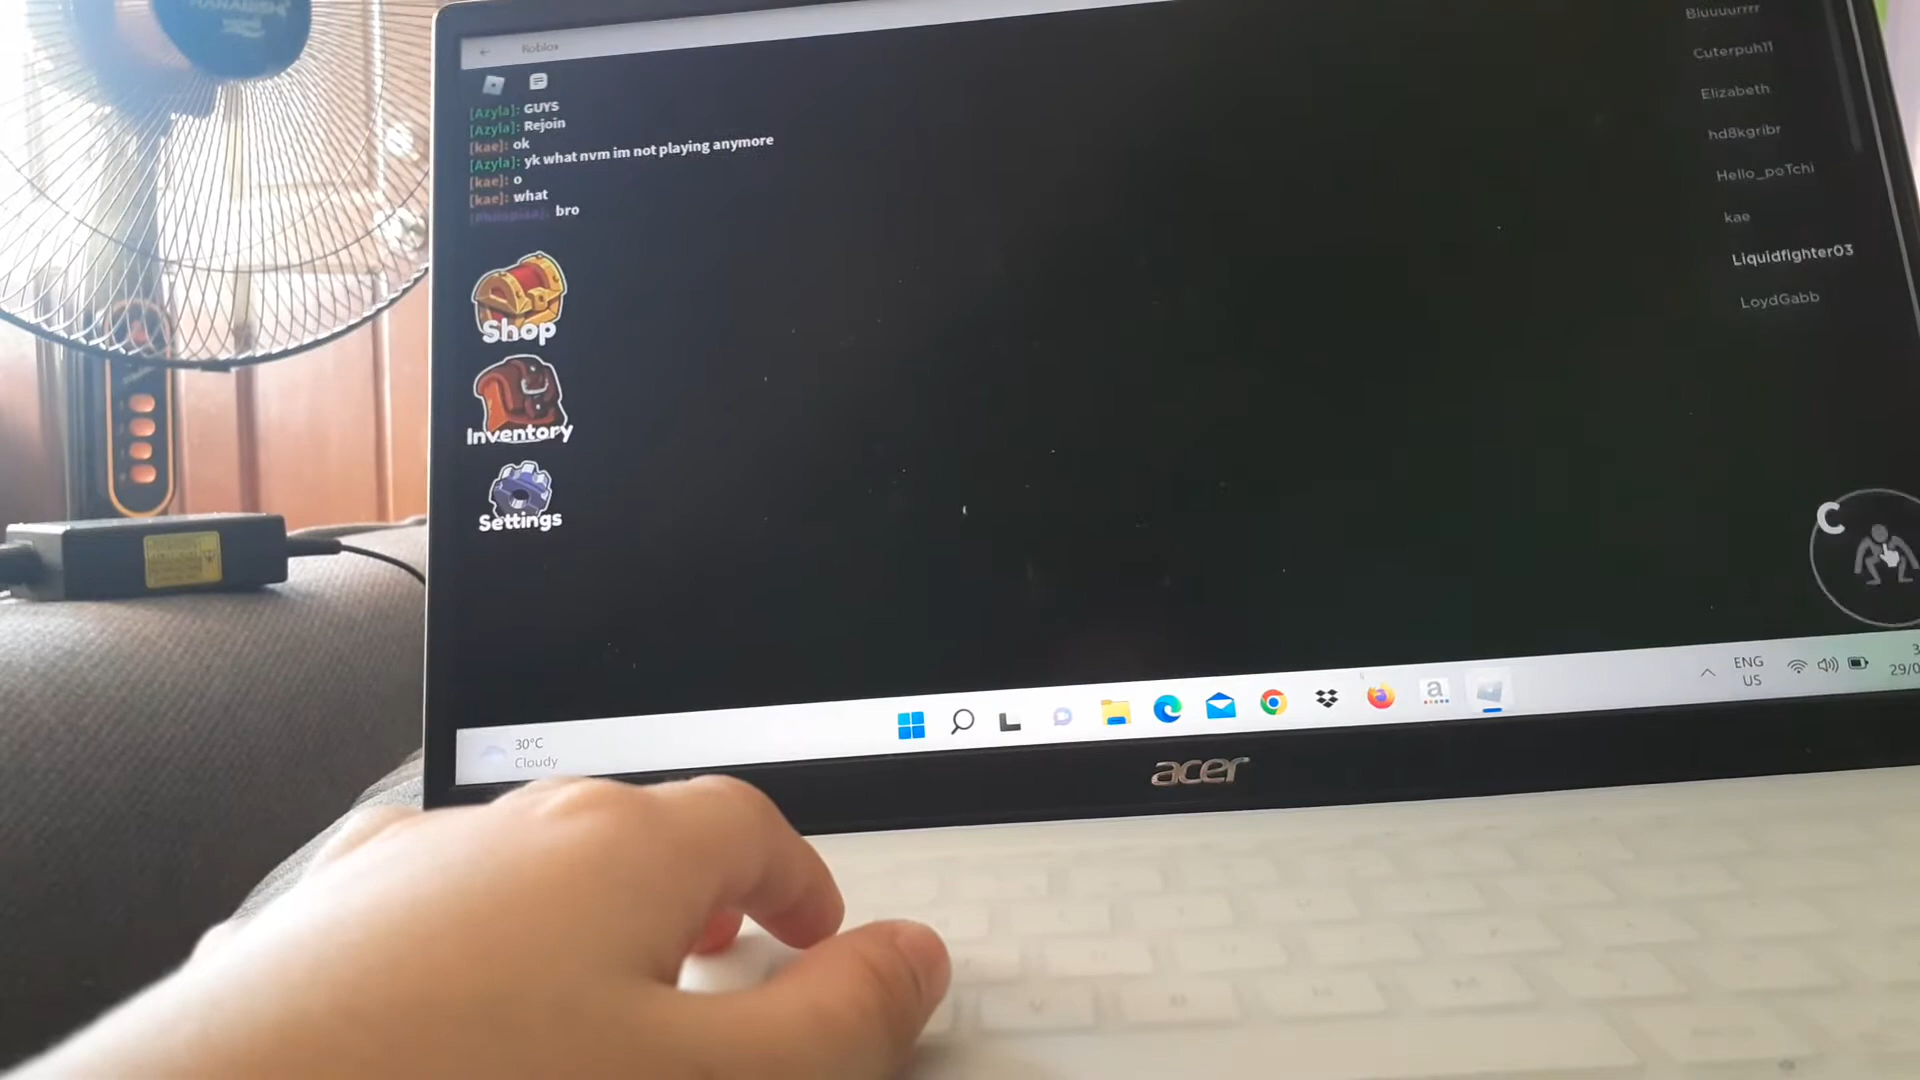 Roblox
[Azyla]: GUYS
[Azyla]: Rejoin
[kae]: ok
[Azyla]: yk what nvm im not playing anymore
[kae]: o
[kae]: what
bro
Shop
Inventory
Settings
Bluuuurrrr
Cuterpuh11
Elizabeth
hd8kgribr
Hello_poTchi
kae
Liquidfighter03
LoydGabb
C
30°C
Cloudy
a
ENG
US
acer